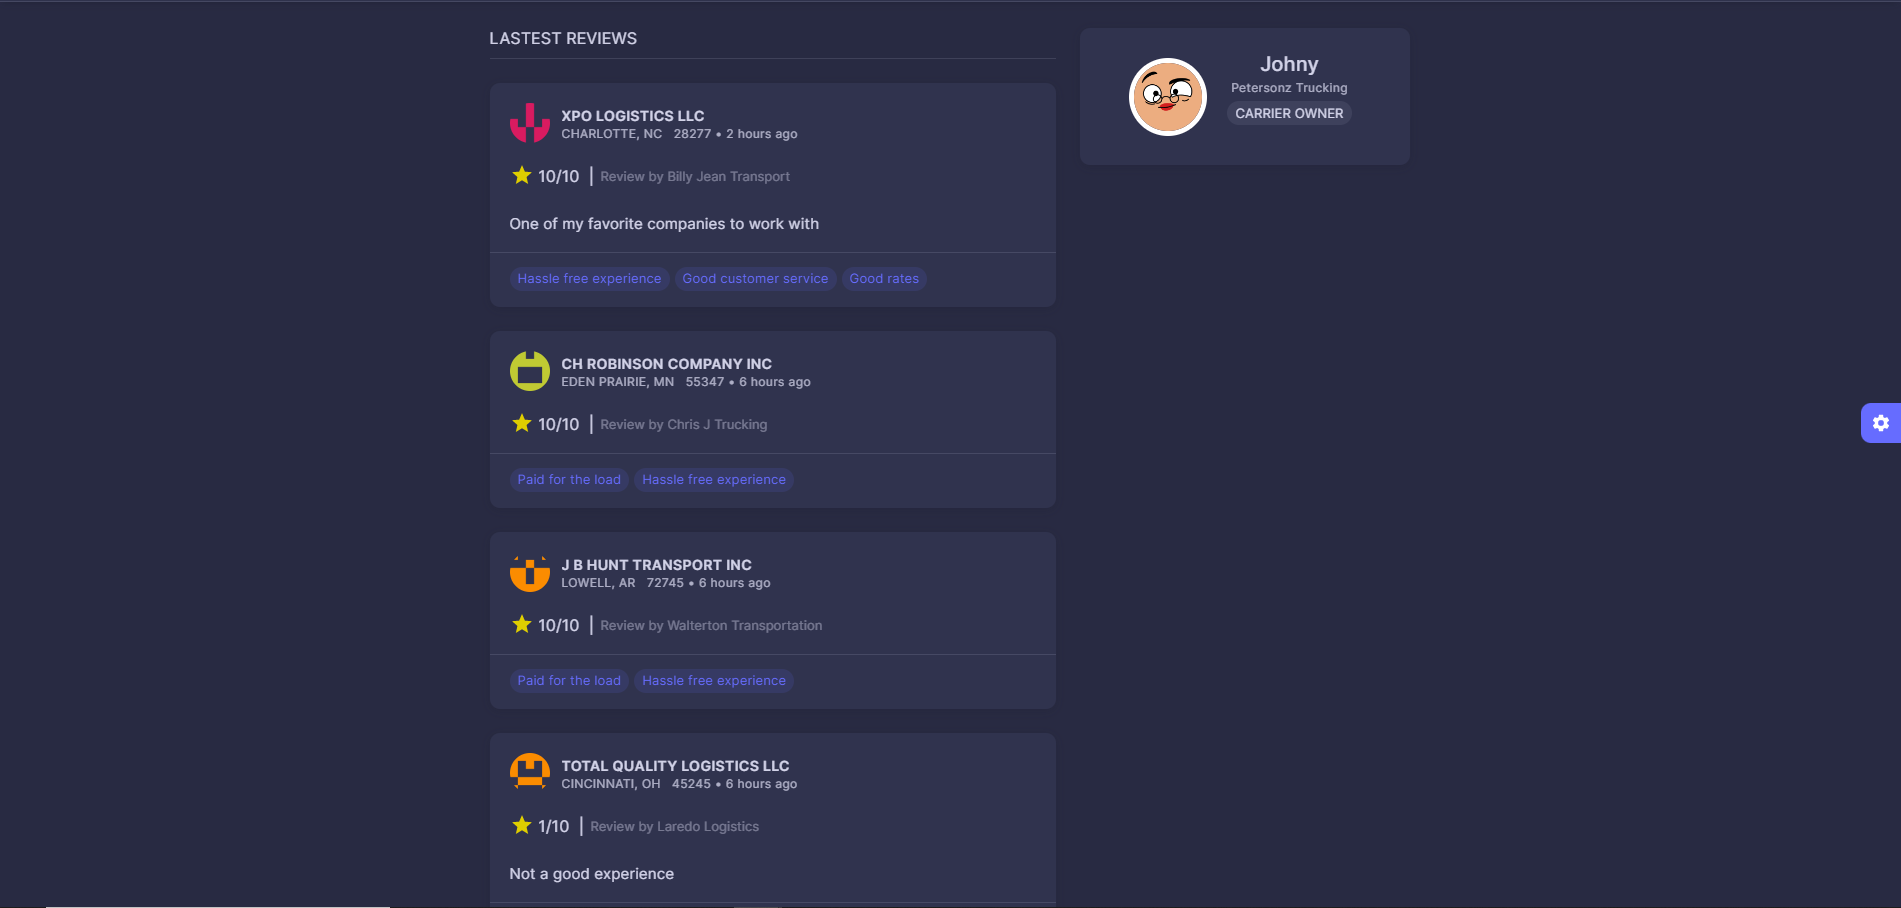 LASTEST REVIEWS
XPO LOGISTICS LLC
CHARLOTTE, NC 28277 • 2 hours ago
10/10 | Review by Billy Jean Transport
One of my favorite companies to work with
Hassle free experience Good customer service Good rates
CH ROBINSON COMPANY INC
EDEN PRAIRIE, MN 55347 • 6 hours ago
10/10 | Review by Chris J Trucking
Paid for the load Hassle free experience
J B HUNT TRANSPORT INC
LOWELL, AR 72745 • 6 hours ago
10/10 | Review by Walterton Transportation
Paid for the load Hassle free experience
TOTAL QUALITY LOGISTICS LLC
CINCINNATI, OH 45245 • 6 hours ago
1/10 | Review by Laredo Logistics
Not a good experience
Johny
Petersonz Trucking
CARRIER OWNER